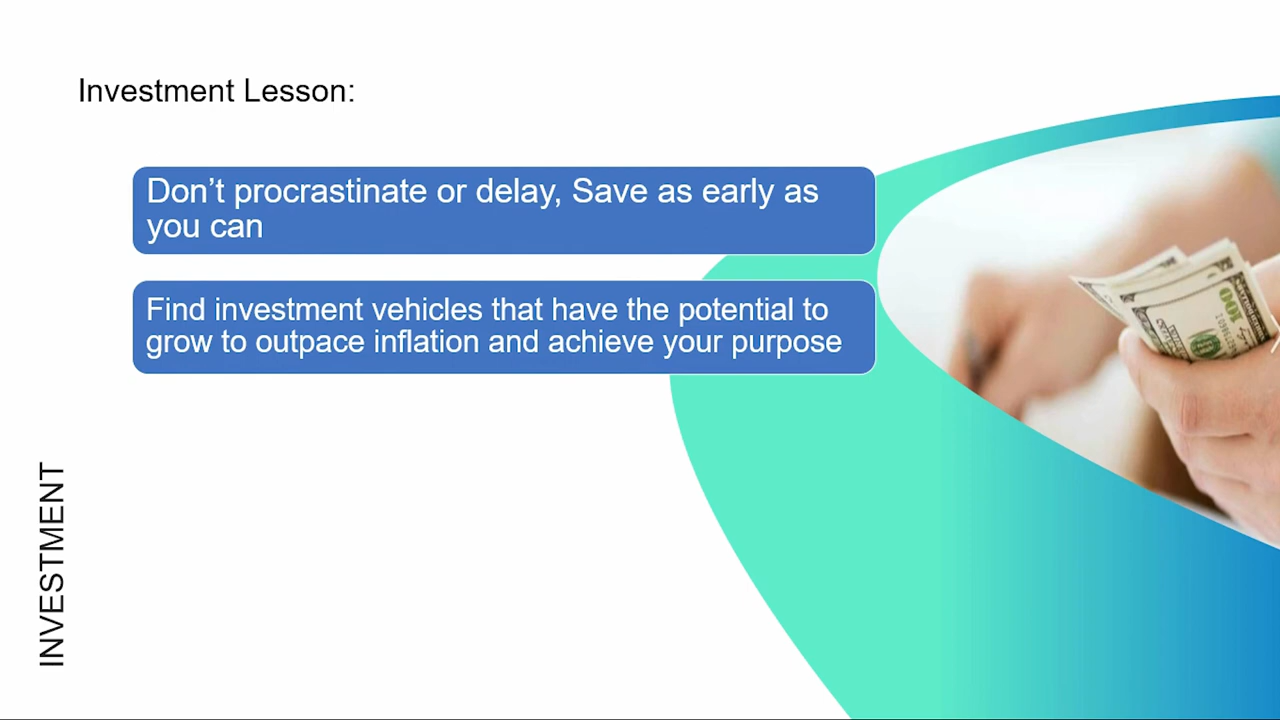 Investment Lesson:
Don’t procrastinate or delay, Save as early as
you can
Find investment vehicles that have the potential to
grow to outpace inflation and achieve your purpose
INVESTMENT
100